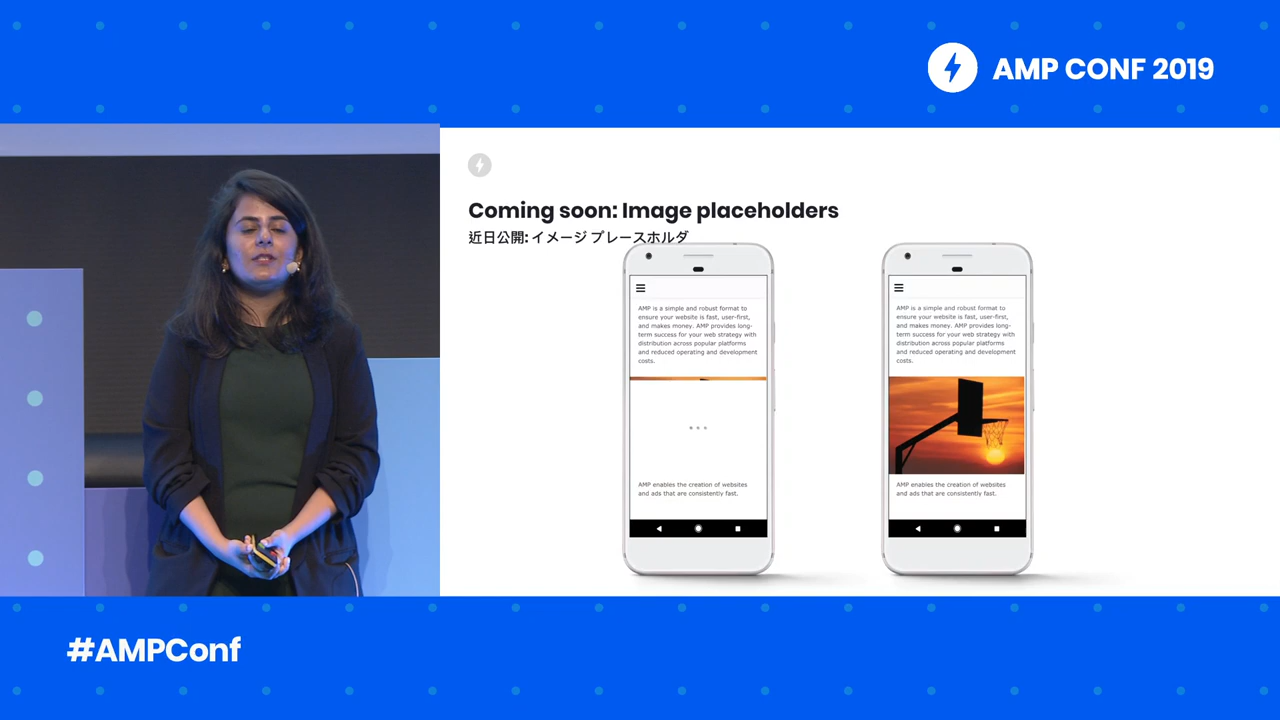 AMP CONF 2019
Coming soon: Image placeholders
近日公開: イメージ プレースホルダ
AMP is a simple and robust format to
ensure your website is fast, user-first,
and makes money. AMP provides long-
term success for your web strategy with
distribution across popular platforms
and reduced operating and development
costs.
AMP enables the creation of websites
and ads that are consistently fast.
AMP is a simple and robust format to
ensure your website is fast, user-first,
and makes money. AMP provides long-
term success for your web strategy with
distribution across popular platforms
and reduced operating and development
costs.
AMP enables the creation of websites
and ads that are consistently fast.
#AMPConf